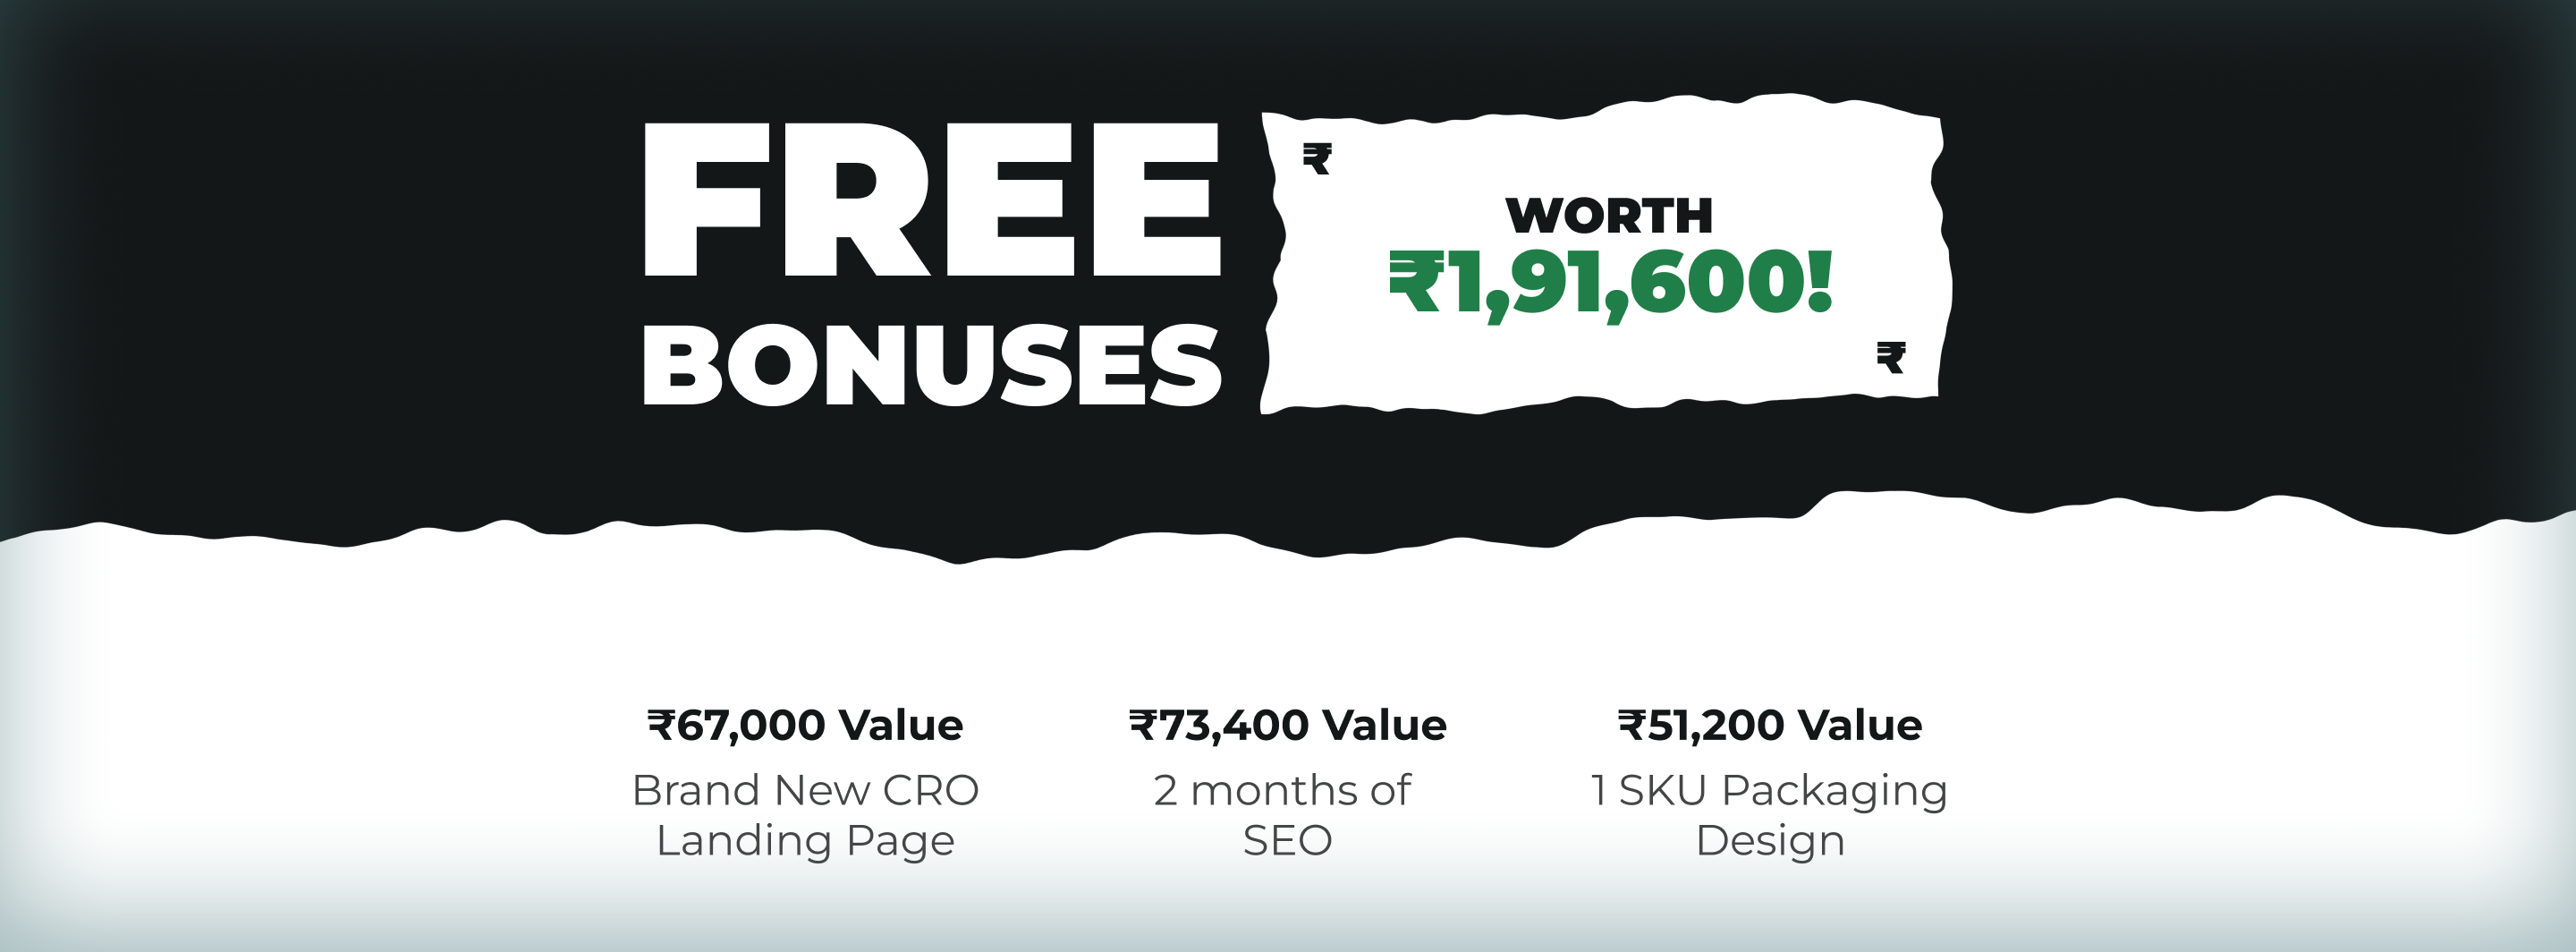 FREE
BONUSES
₹
WORTH
₹1,91,600!
₹
₹67,000 Value
Brand New CRO
Landing Page
₹73,400 Value
2 months of
SEO
₹51,200 Value
1 SKU Packaging
Design